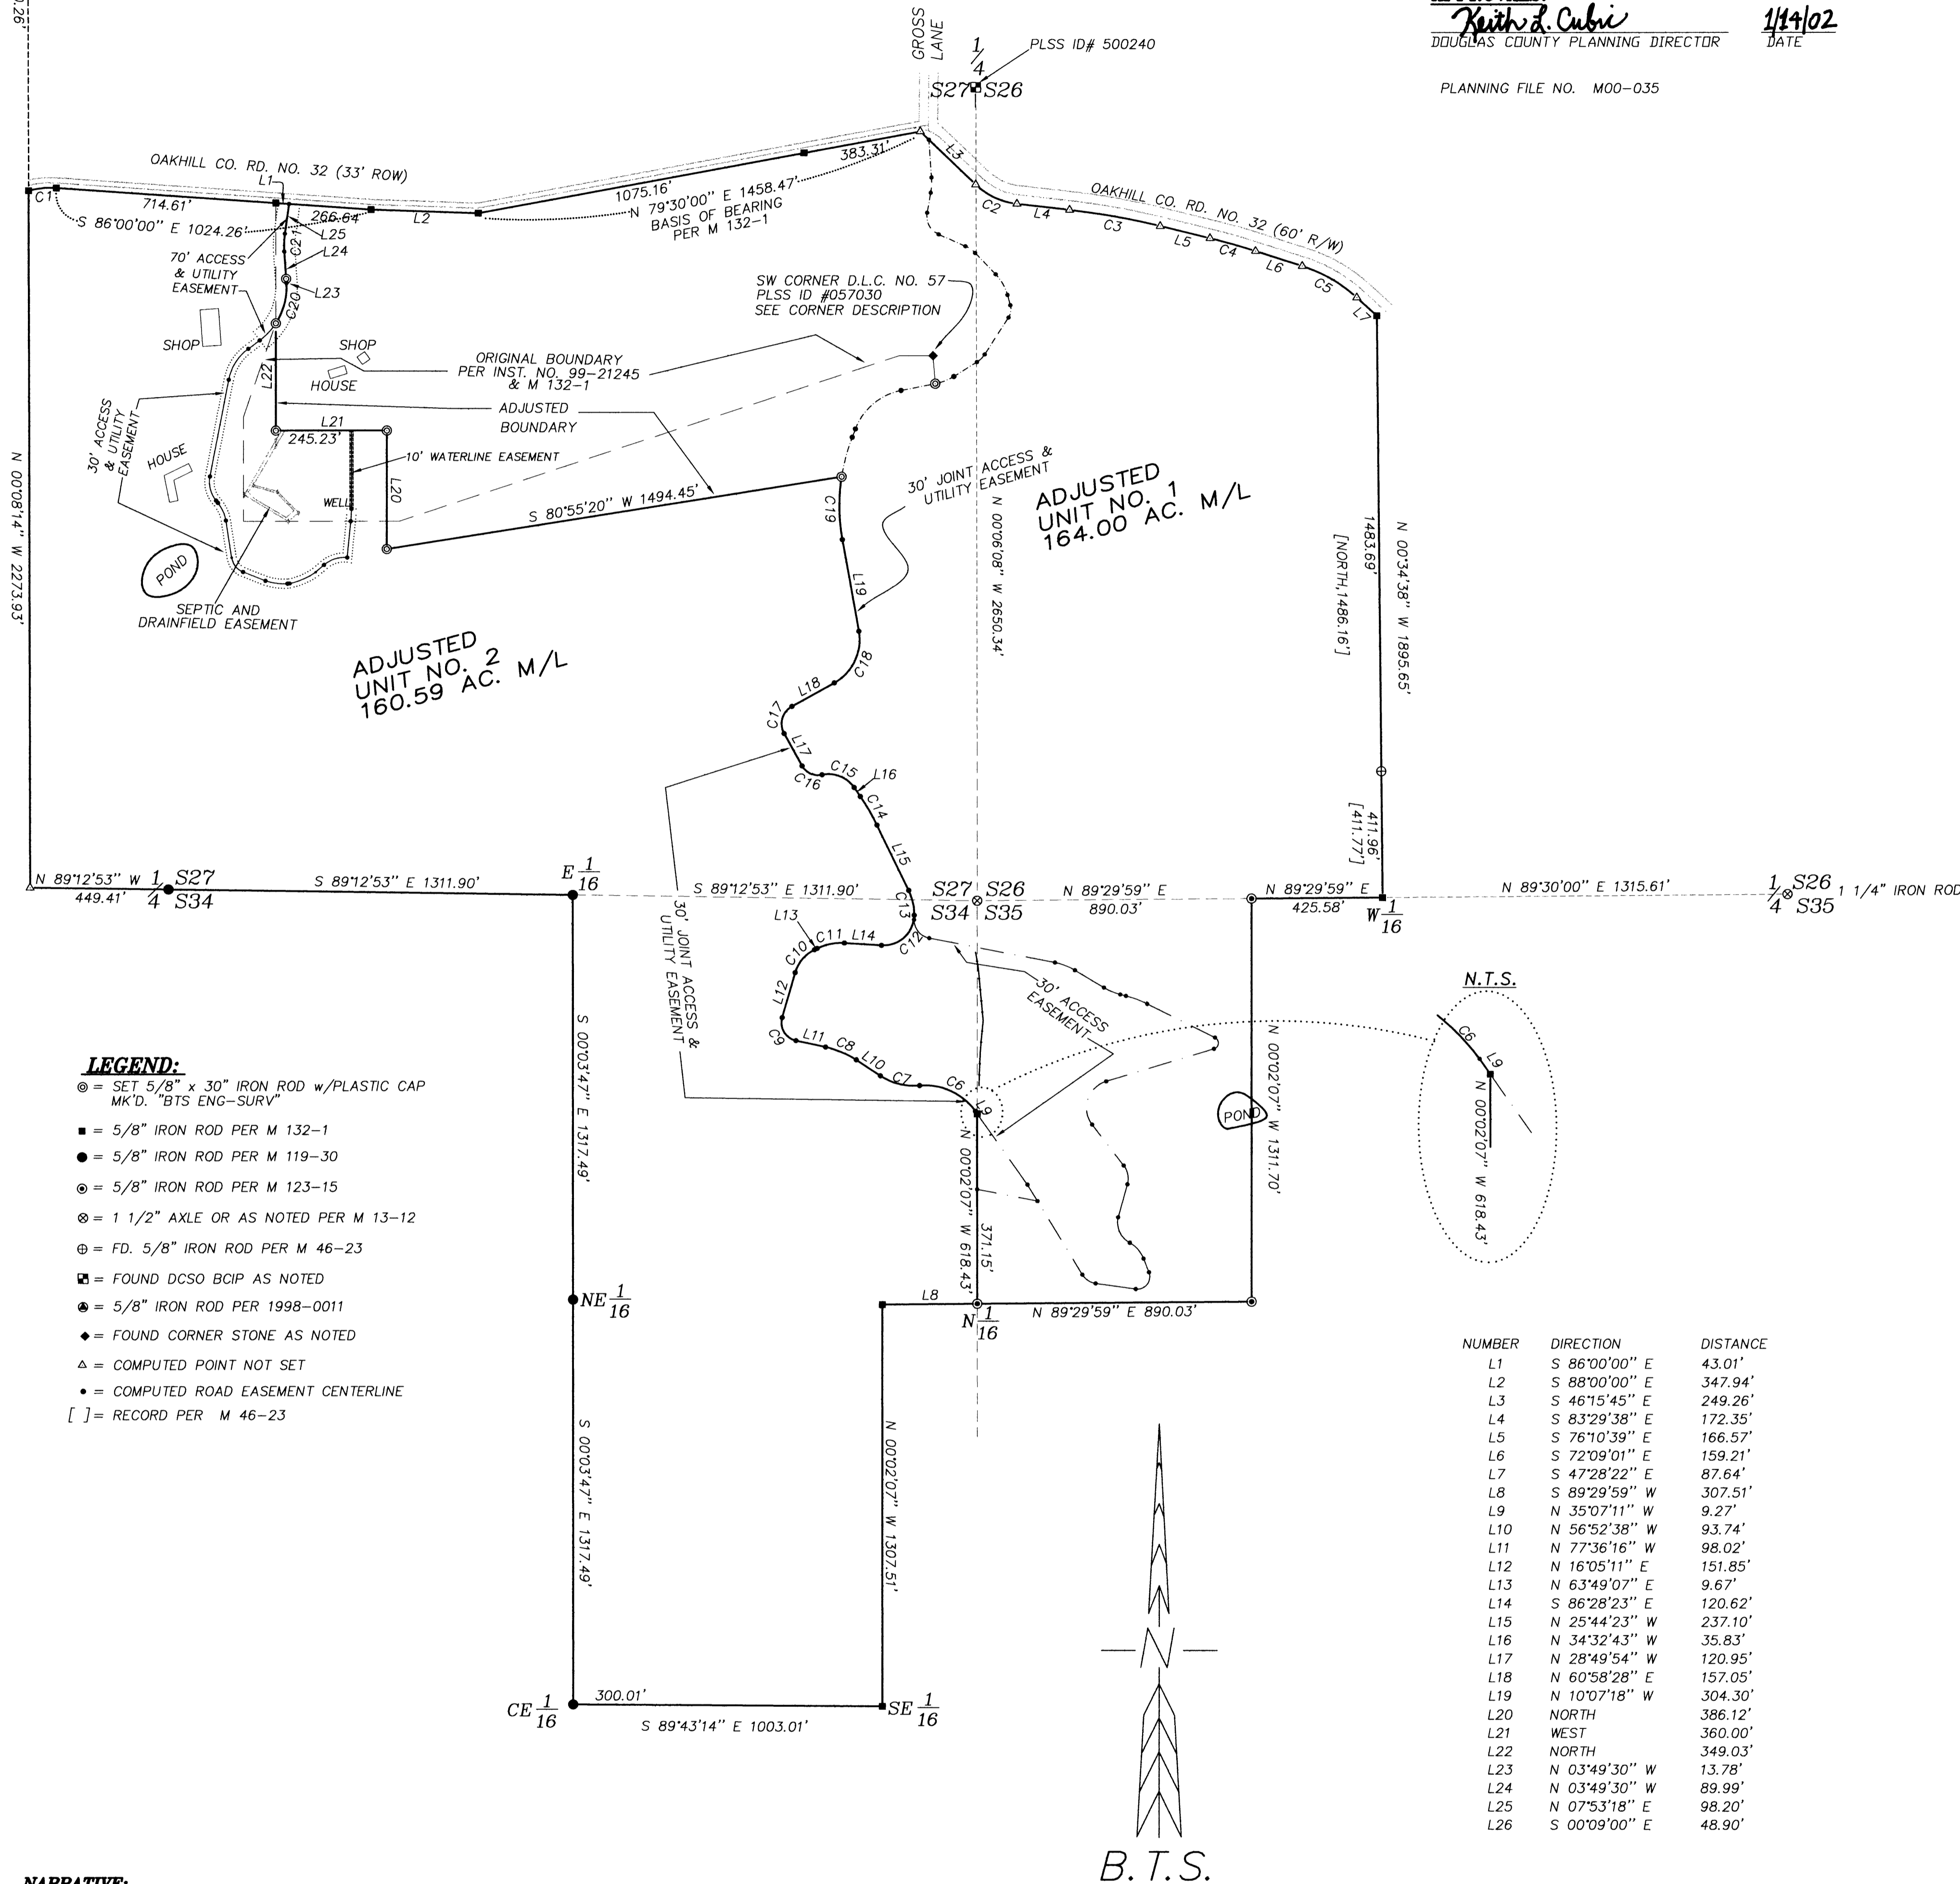 Keith L. Cubic 1/14/02
DOUGLAS COUNTY PLANNING DIRECTOR DATE
PLANNING FILE NO. M00-035
GROSS
LANE
1/4
PLSS ID# 500240
S27 S26
OAKHILL CO. RD. NO. 32 (33' ROW)
L1
C1
714.61'
S 86°00'00" E 1024.26'
266.64'
L2
1075.16'
383.31'
N 79°30'00" E 1458.47'
BASIS OF BEARING
PER M 132-1
L3
C2
L4
C3
L5
C4
L6
C5
L7
OAKHILL CO. RD. NO. 32 (60' R/W)
C21
L25
L24
L23
C20
70' ACCESS
& UTILITY
EASEMENT
SHOP
SHOP
HOUSE
L22
ORIGINAL BOUNDARY
PER INST. NO. 99-21245
& M 132-1
SW CORNER D.L.C. NO. 57
PLSS ID #057030
SEE CORNER DESCRIPTION
ADJUSTED
BOUNDARY
30' ACCESS
& UTILITY
EASEMENT
HOUSE
L21
245.23'
10' WATERLINE EASEMENT
L20
WELL
S 80°55'20" W 1494.45'
POND
SEPTIC AND
DRAINFIELD EASEMENT
N 00°08'14" W 2273.93'
ADJUSTED
UNIT NO. 2
160.59 AC. M/L
30' JOINT ACCESS &
UTILITY EASEMENT
N 00°06'08" W 2650.34'
ADJUSTED
UNIT NO. 1
164.00 AC. M/L
1483.69'
[NORTH,1486.16']
N 00°34'38" W 1895.65'
411.96'
[411.77']
C19
L19
C18
L18
C17
L17
C16
C15
L16
C14
L15
C13
C12
L14
C11
L13
C10
L12
C9
L11
C8
L10
C7
C6
L9
N 89°12'53" W
449.41'
1/4 S27
S34
S 89°12'53" E 1311.90'
E 1/16
S 89°12'53" E 1311.90'
S27 S26
S34 S35
N 89°29'59" E
890.03'
N 89°29'59" E
425.58'
W 1/16
N 89°30'00" E 1315.61'
1/4 S26
S35
1 1/4" IRON ROD
30' JOINT ACCESS &
UTILITY EASEMENT
30' ACCESS
EASEMENT
S 00°03'47" E 1317.49'
N 00°02'07" W 1311.70'
POND
N.T.S.
C6
L9
N 00°02'07" W 618.43'
N 00°02'07" W 618.43'
371.15'
NE 1/16
L8
N 1/16
N 89°29'59" E 890.03'
S 00°03'47" E 1317.49'
N 00°02'07" W 1307.51'
CE 1/16
300.01'
S 89°43'14" E 1003.01'
SE 1/16
LEGEND:
= SET 5/8" x 30" IRON ROD w/PLASTIC CAP
MK'D. "BTS ENG-SURV"
= 5/8" IRON ROD PER M 132-1
= 5/8" IRON ROD PER M 119-30
= 5/8" IRON ROD PER M 123-15
= 1 1/2" AXLE OR AS NOTED PER M 13-12
= FD. 5/8" IRON ROD PER M 46-23
= FOUND DCSO BCIP AS NOTED
= 5/8" IRON ROD PER 1998-0011
= FOUND CORNER STONE AS NOTED
= COMPUTED POINT NOT SET
= COMPUTED ROAD EASEMENT CENTERLINE
[ ]= RECORD PER M 46-23
NUMBER DIRECTION DISTANCE
L1 S 86°00'00" E 43.01'
L2 S 88°00'00" E 347.94'
L3 S 46°15'45" E 249.26'
L4 S 83°29'38" E 172.35'
L5 S 76°10'39" E 166.57'
L6 S 72°09'01" E 159.21'
L7 S 47°28'22" E 87.64'
L8 S 89°29'59" W 307.51'
L9 N 35°07'11" W 9.27'
L10 N 56°52'38" W 93.74'
L11 N 77°36'16" W 98.02'
L12 N 16°05'11" E 151.85'
L13 N 63°49'07" E 9.67'
L14 S 86°28'23" E 120.62'
L15 N 25°44'23" W 237.10'
L16 N 34°32'43" W 35.83'
L17 N 28°49'54" W 120.95'
L18 N 60°58'28" E 157.05'
L19 N 10°07'18" W 304.30'
L20 NORTH 386.12'
L21 WEST 360.00'
L22 NORTH 349.03'
L23 N 03°49'30" W 13.78'
L24 N 03°49'30" W 89.99'
L25 N 07°53'18" E 98.20'
L26 S 00°09'00" E 48.90'
N
B.T.S.
NARRATIVE: